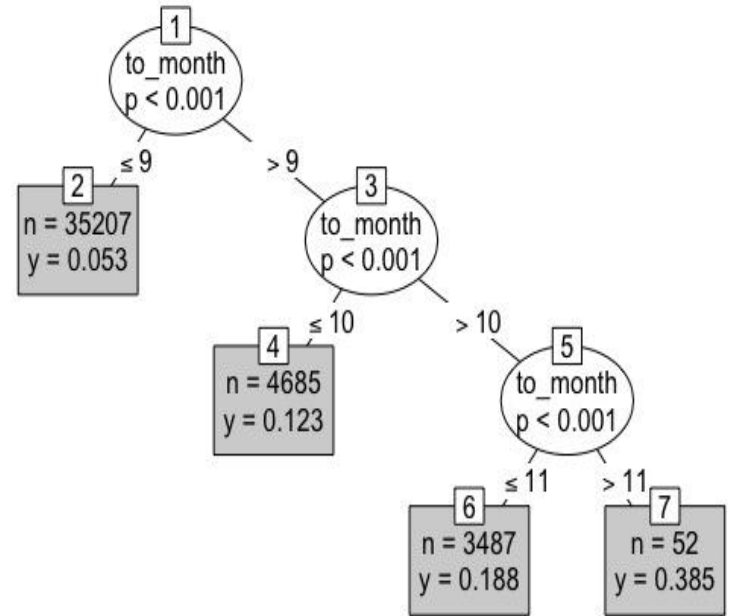 1
to_month
p < 0.001
≤ 9
> 9
2
n = 35207
y = 0.053
3
to_month
p < 0.001
≤ 10
> 10
4
n = 4685
y = 0.123
5
to_month
p < 0.001
≤ 11
> 11
6
n = 3487
y = 0.188
7
n = 52
y = 0.385